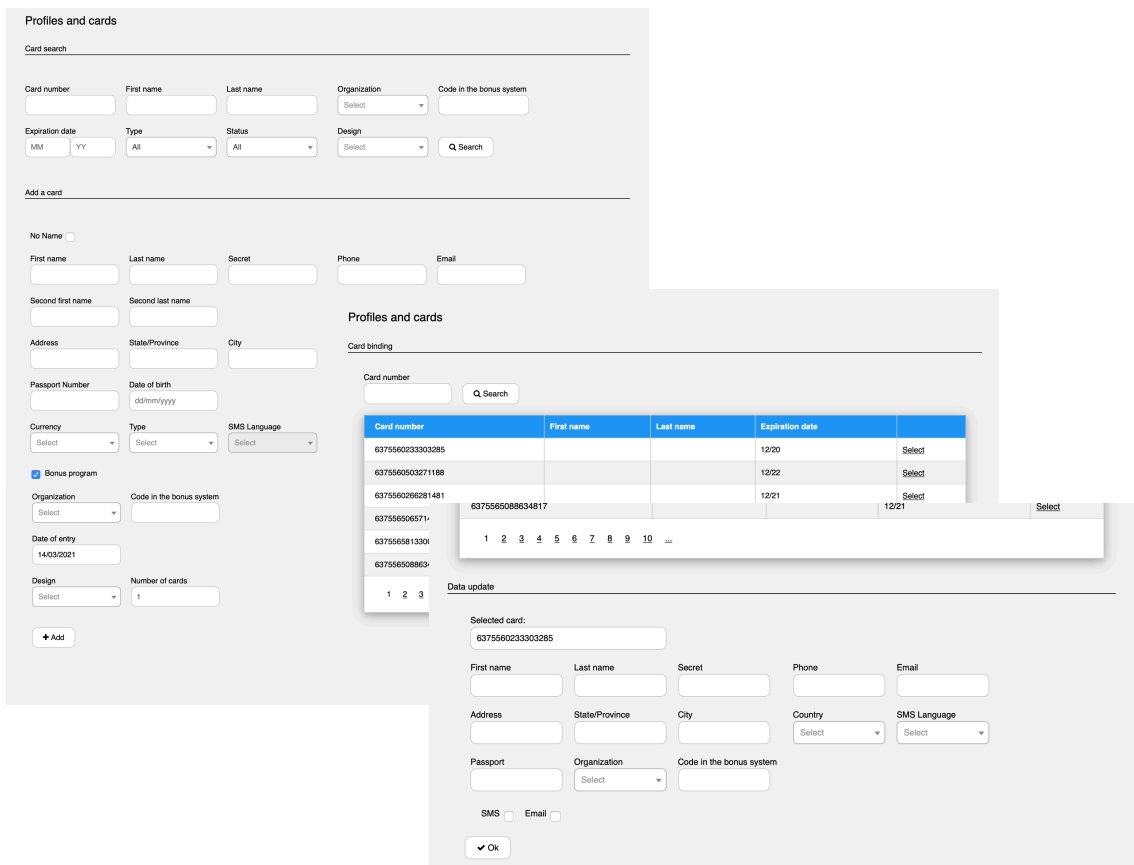 Profiles and cards
Card search
Card number First name Last name Organization Code in the bonus system
Select
Expiration date Type Status Design
MM YY All All Select Search
Add a card
No Name
First name Last name Secret Phone Email
Second first name Second last name
Address State/Province City
Passport Number Date of birth
dd/mm/yyyy
Currency Type SMS Language
Select Select Select
Bonus program
Organization Code in the bonus system
Select
Date of entry
14/03/2021
Design Number of cards
Select 1
Add
Profiles and cards
Card binding
Card number
Search
Card number First name Last name Expiration date
6375560233303285 12/20 Select
6375560503271188 12/22 Select
6375560266281481 12/21 Select
637556506571
637556581330
637556508863
1 2 3
6375565088634817 12/21 Select
1 2 3 4 5 6 7 8 9 10 ...
Data update
Selected card:
6375560233303285
First name Last name Secret Phone Email
Address State/Province City Country SMS Language
Select Select
Passport Organization Code in the bonus system
Select
SMS Email
Ok